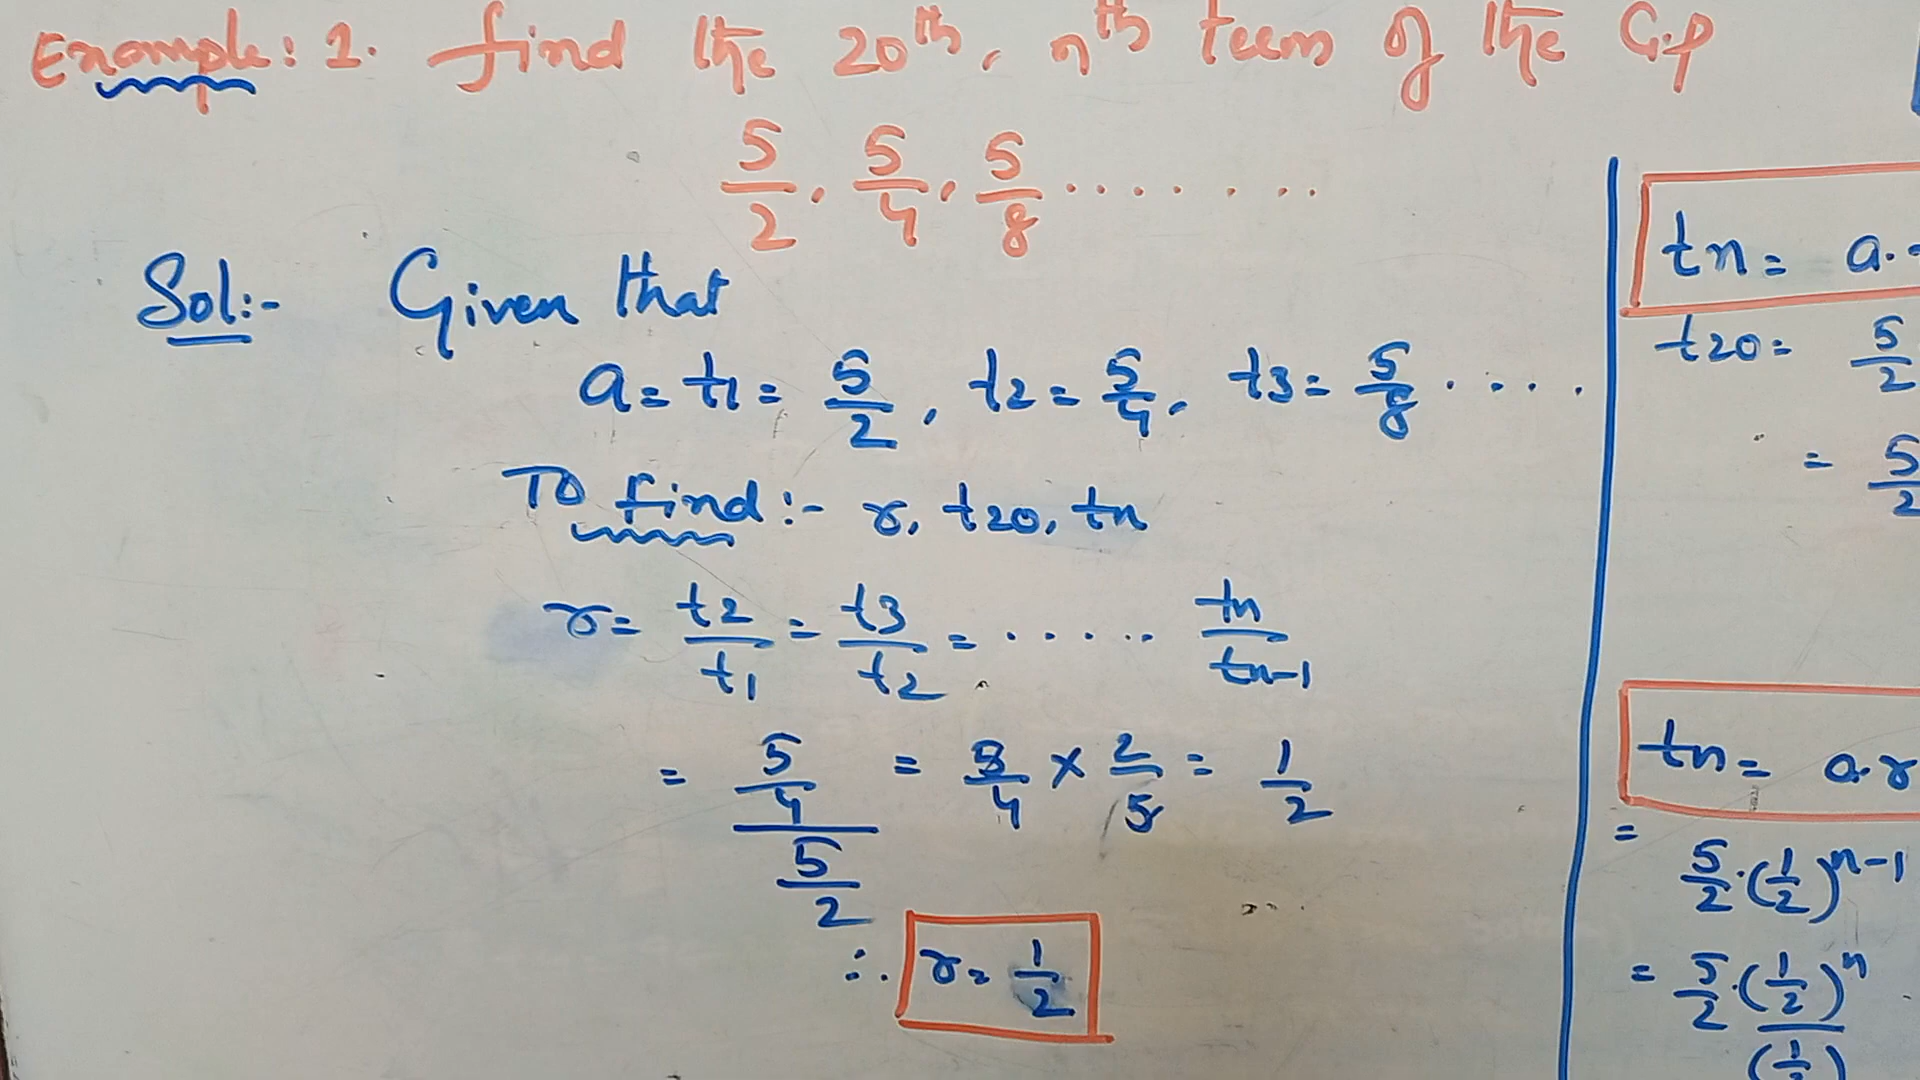 Example: 1. find the 20th, nth term of the G.P
5/2, 5/4, 5/8 ........
Sol:- Given that
a = t1 = 5/2, t2 = 5/4, t3 = 5/8 ....
To find:- r, t20, tn
r = t2/t1 = t3/t2 = ...... tn/tn-1
= 5/4 / 5/2 = 5/4 × 2/5 = 1/2
∴ r = 1/2
tn = a.
t20 = 5/2
= 5/2
tn = a.r
= 5/2 · (1/2)^n-1
= 5/2 · (1/2)^n / (1/2)